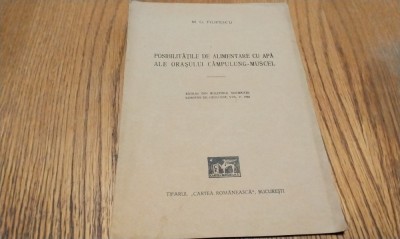 M. G. FILIPESCU
POSIBILITĂȚILE DE ALIMENTARE CU APĂ
ALE ORAȘULUI CÂMPULUNG-MUSCEL
TIPARUL „CARTEA ROMÂNEASCĂ”, BUCUREȘTI